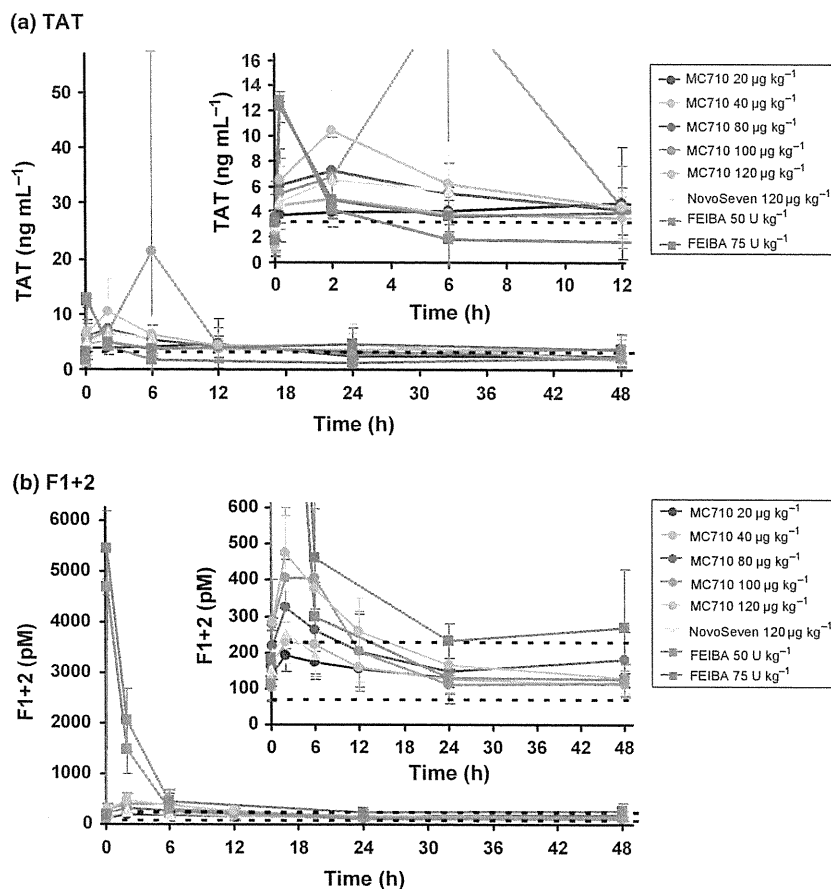 (a) TAT
TAT (ng mL⁻¹)
50
40
30
20
10
0
0 6 12 18 24 30 36 42 48
Time (h)
TAT (ng mL⁻¹)
16
14
12
10
8
6
4
2
0
0 2 4 6 8 10 12
Time (h)
MC710 20 µg kg⁻¹
MC710 40 µg kg⁻¹
MC710 80 µg kg⁻¹
MC710 100 µg kg⁻¹
MC710 120 µg kg⁻¹
NovoSeven 120 µg kg⁻¹
FEIBA 50 U kg⁻¹
FEIBA 75 U kg⁻¹
(b) F1+2
F1+2 (pM)
6000
5000
4000
3000
2000
1000
0
0 6 12 18 24 30 36 42 48
Time (h)
F1+2 (pM)
600
500
400
300
200
100
0
0 6 12 18 24 30 36 42 48
Time (h)
MC710 20 µg kg⁻¹
MC710 40 µg kg⁻¹
MC710 80 µg kg⁻¹
MC710 100 µg kg⁻¹
MC710 120 µg kg⁻¹
NovoSeven 120 µg kg⁻¹
FEIBA 50 U kg⁻¹
FEIBA 75 U kg⁻¹